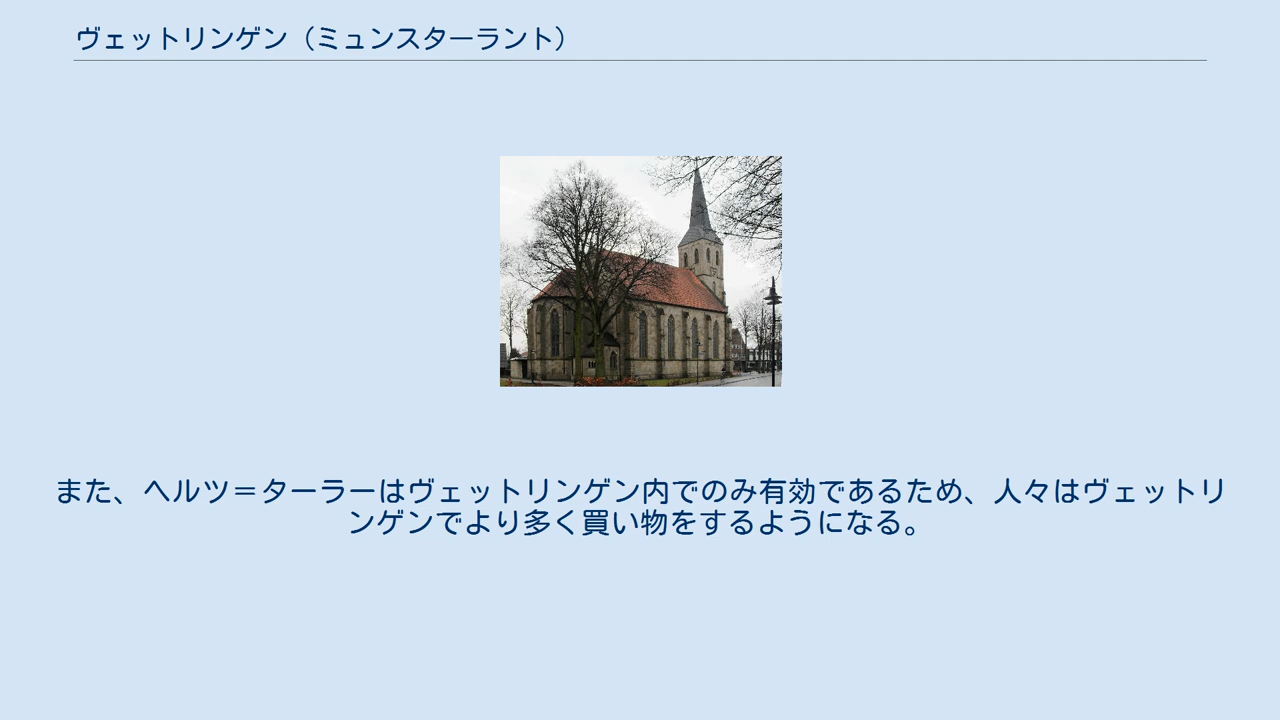 ヴェットリンゲン（ミュンスターラント）
また、ヘルツ＝ターラーはヴェットリンゲン内でのみ有効であるため、人々はヴェットリ
ンゲンでより多く買い物をするようになる。